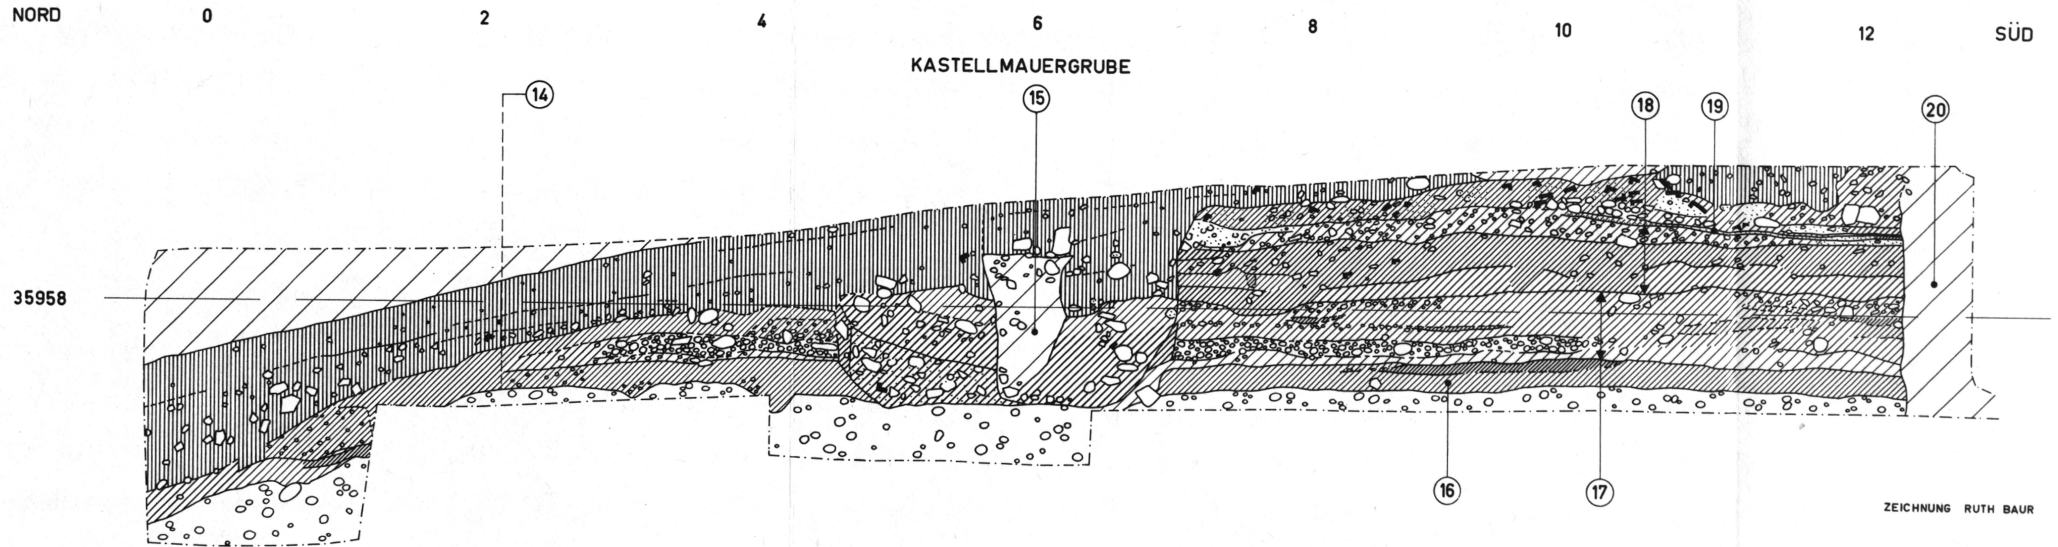 NORD 0 2 4 6 8 10 12 SÜD
KASTELLMAUERGRUBE
14 15 18 19 20
35958
16 17
ZEICHNUNG RUTH BAUR